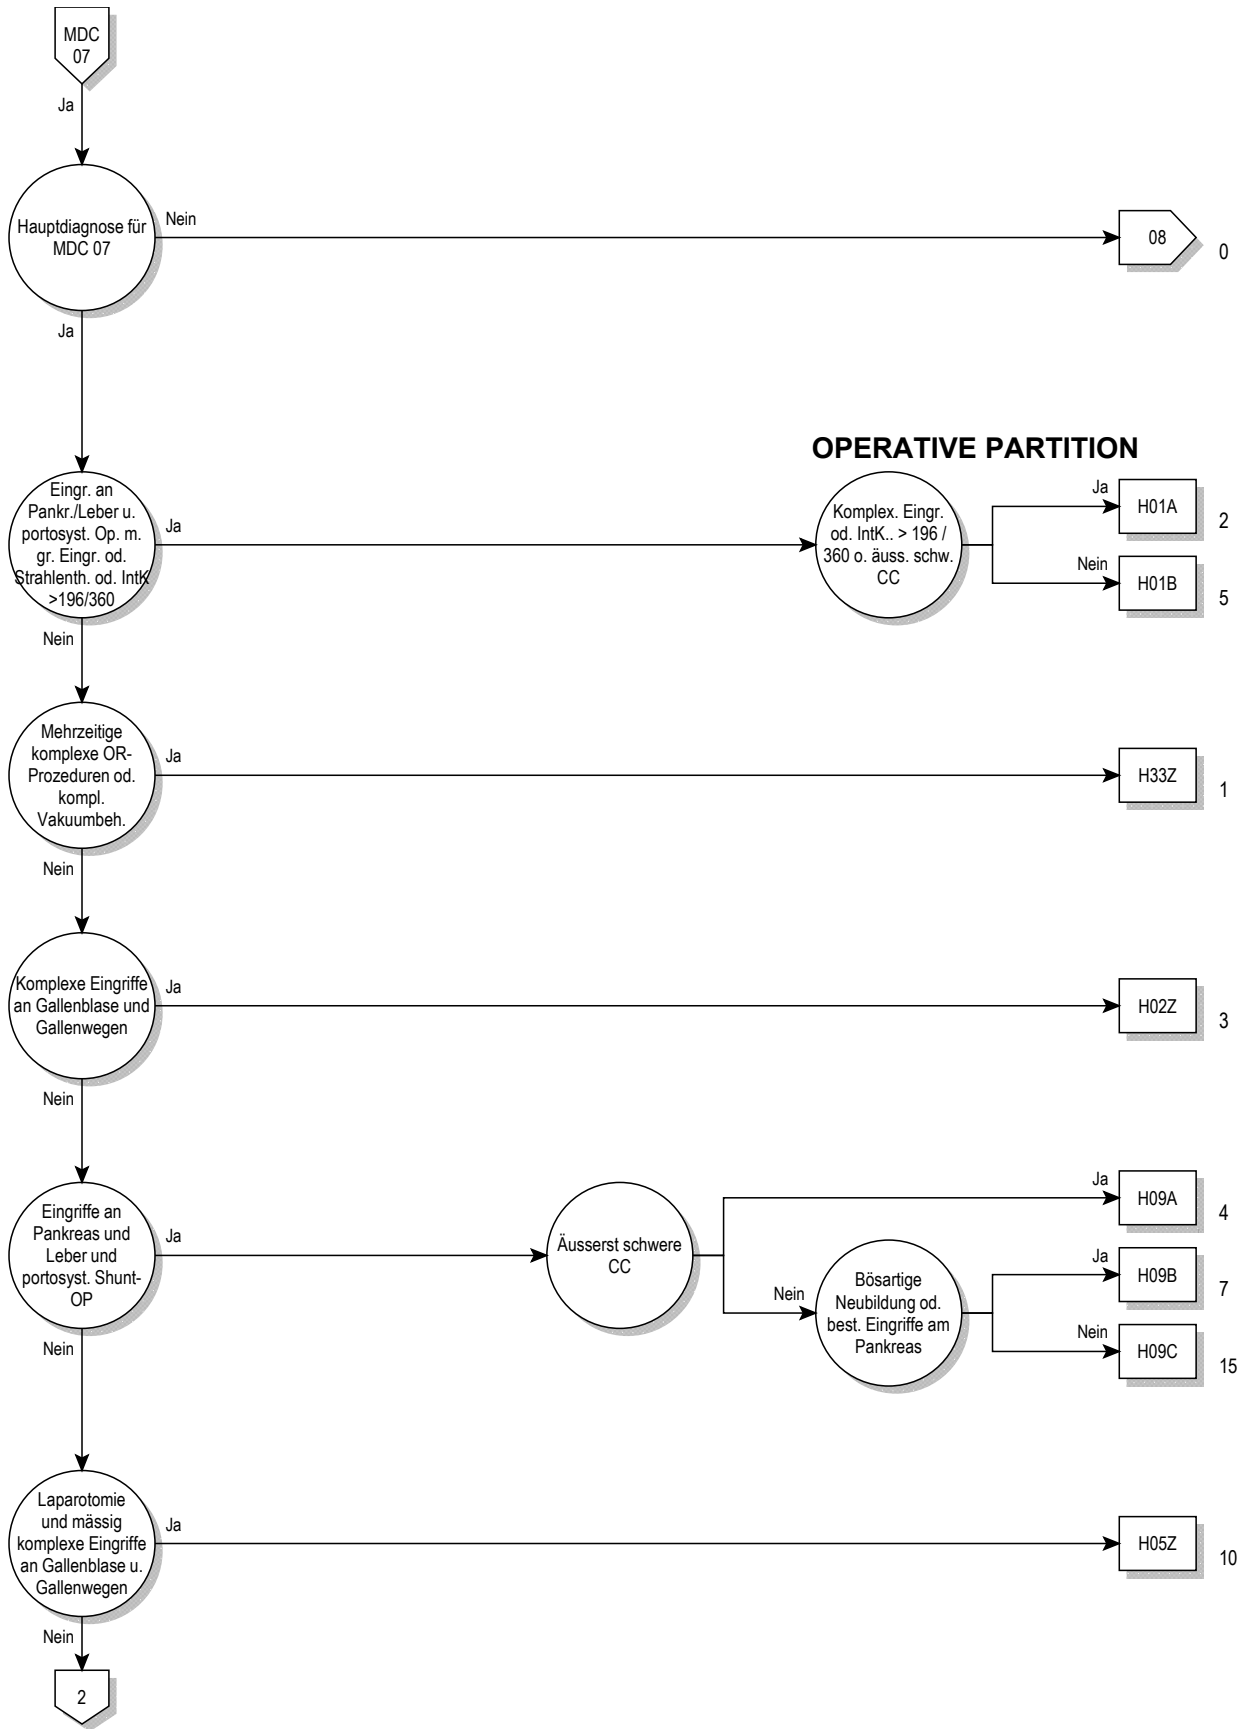 MDC
07
Ja
Hauptdiagnose für
MDC 07
Nein
08
0
Ja
OPERATIVE PARTITION
Eingr. an
Pankr./Leber u.
portosyst. Op. m.
gr. Eingr. od.
Strahlenth. od. IntK
>196/360
Ja
Komplex. Eingr.
od. IntK.. > 196 /
360 o. äuss. schw.
CC
Ja
H01A
2
Nein
H01B
5
Nein
Mehrzeitige
komplexe OR-
Prozeduren od.
kompl.
Vakuumbeh.
Ja
H33Z
1
Nein
Komplexe Eingriffe
an Gallenblase und
Gallenwegen
Ja
H02Z
3
Nein
Eingriffe an
Pankreas und
Leber und
portosyst. Shunt-
OP
Ja
Äusserst schwere
CC
Ja
H09A
4
Nein
Bösartige
Neubildung od.
best. Eingriffe am
Pankreas
Ja
H09B
7
Nein
H09C
15
Nein
Laparotomie
und mässig
komplexe Eingriffe
an Gallenblase u.
Gallenwegen
Ja
H05Z
10
Nein
2